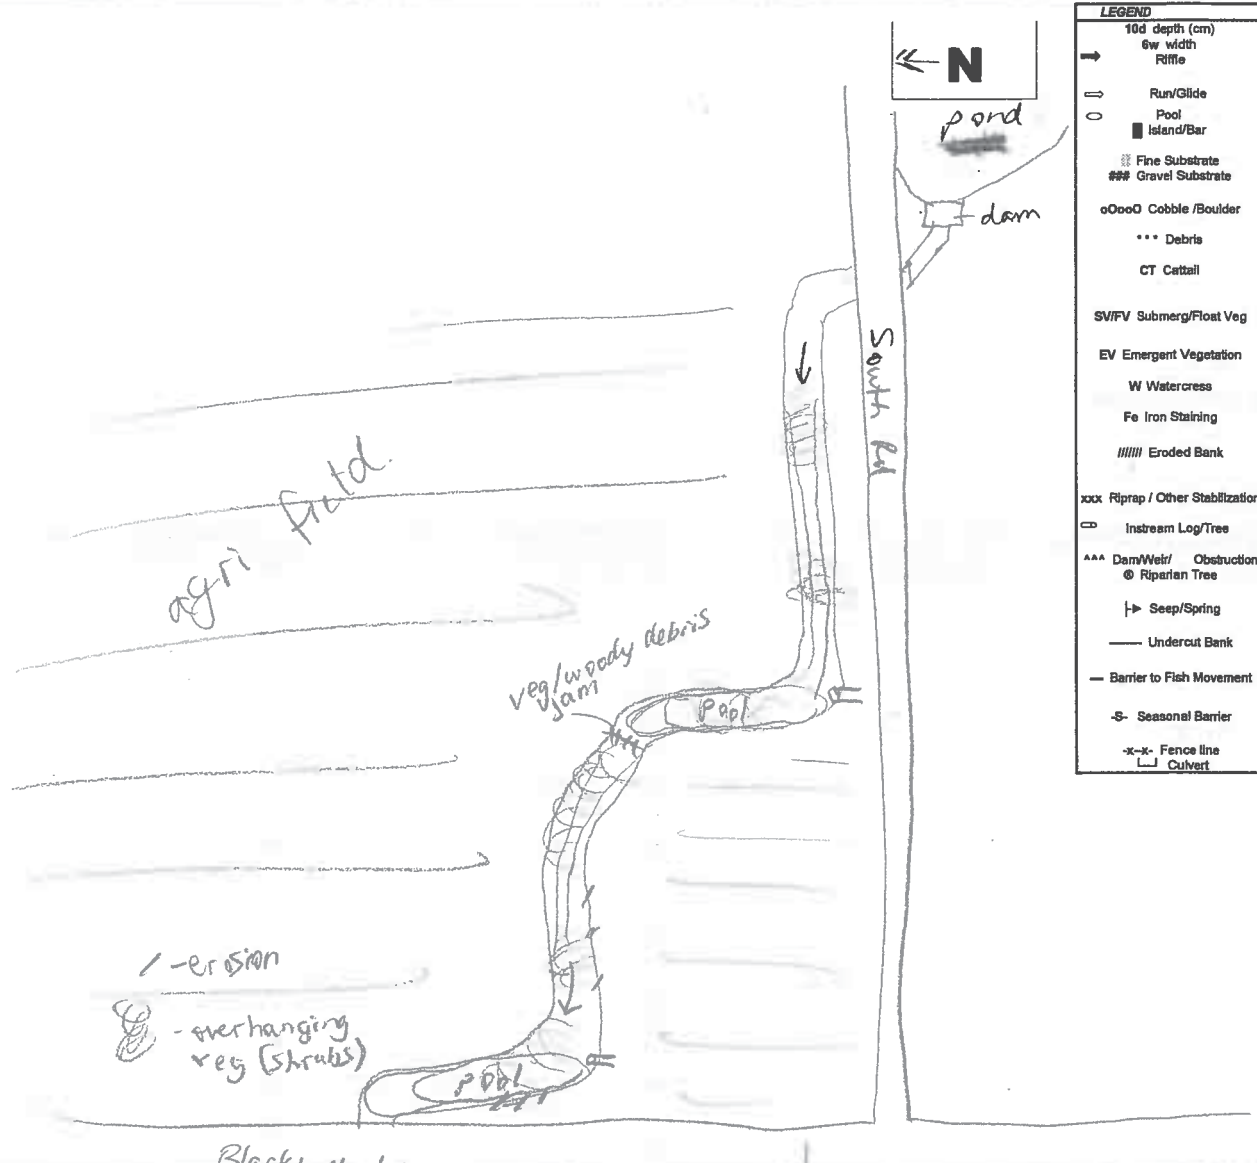 LEGEND
10d depth (cm)
6w width
Riffle
Run/Glide
Pool
Island/Bar
Fine Substrate
### Gravel Substrate
oOooO Cobble /Boulder
*** Debris
CT Cattail
SV/FV Submerg/Float Veg
EV Emergent Vegetation
W Watercress
Fe Iron Staining
/////// Eroded Bank
xxx Riprap / Other Stabilization
Instream Log/Tree
^^^ Dam/Weir/ Obstruction
® Riparian Tree
Seep/Spring
Undercut Bank
Barrier to Fish Movement
-S- Seasonal Barrier
-x-x- Fence line
Culvert
N
pond
dam
South Rd
agri field
veg/woody debris
jam
Pool
/ - erosion
- overhanging
veg (shrubs)
pool